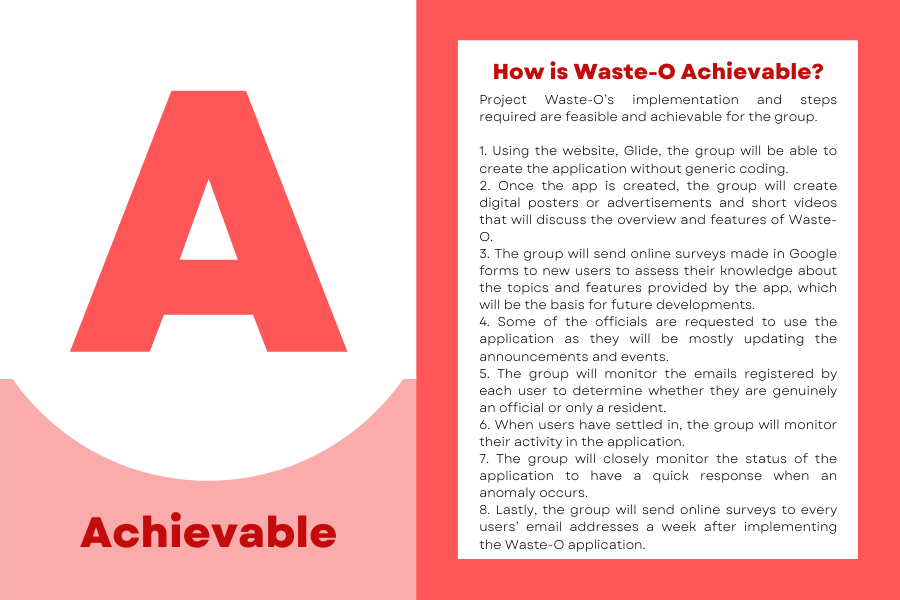 A
Achievable
How is Waste-O Achievable?
Project Waste-O's implementation and steps
required are feasible and achievable for the group.
1. Using the website, Glide, the group will be able to
create the application without generic coding.
2. Once the app is created, the group will create
digital posters or advertisements and short videos
that will discuss the overview and features of Waste-
O.
3. The group will send online surveys made in Google
forms to new users to assess their knowledge about
the topics and features provided by the app, which
will be the basis for future developments.
4. Some of the officials are requested to use the
application as they will be mostly updating the
announcements and events.
5. The group will monitor the emails registered by
each user to determine whether they are genuinely
an official or only a resident.
6. When users have settled in, the group will monitor
their activity in the application.
7. The group will closely monitor the status of the
application to have a quick response when an
anomaly occurs.
8. Lastly, the group will send online surveys to every
users' email addresses a week after implementing
the Waste-O application.